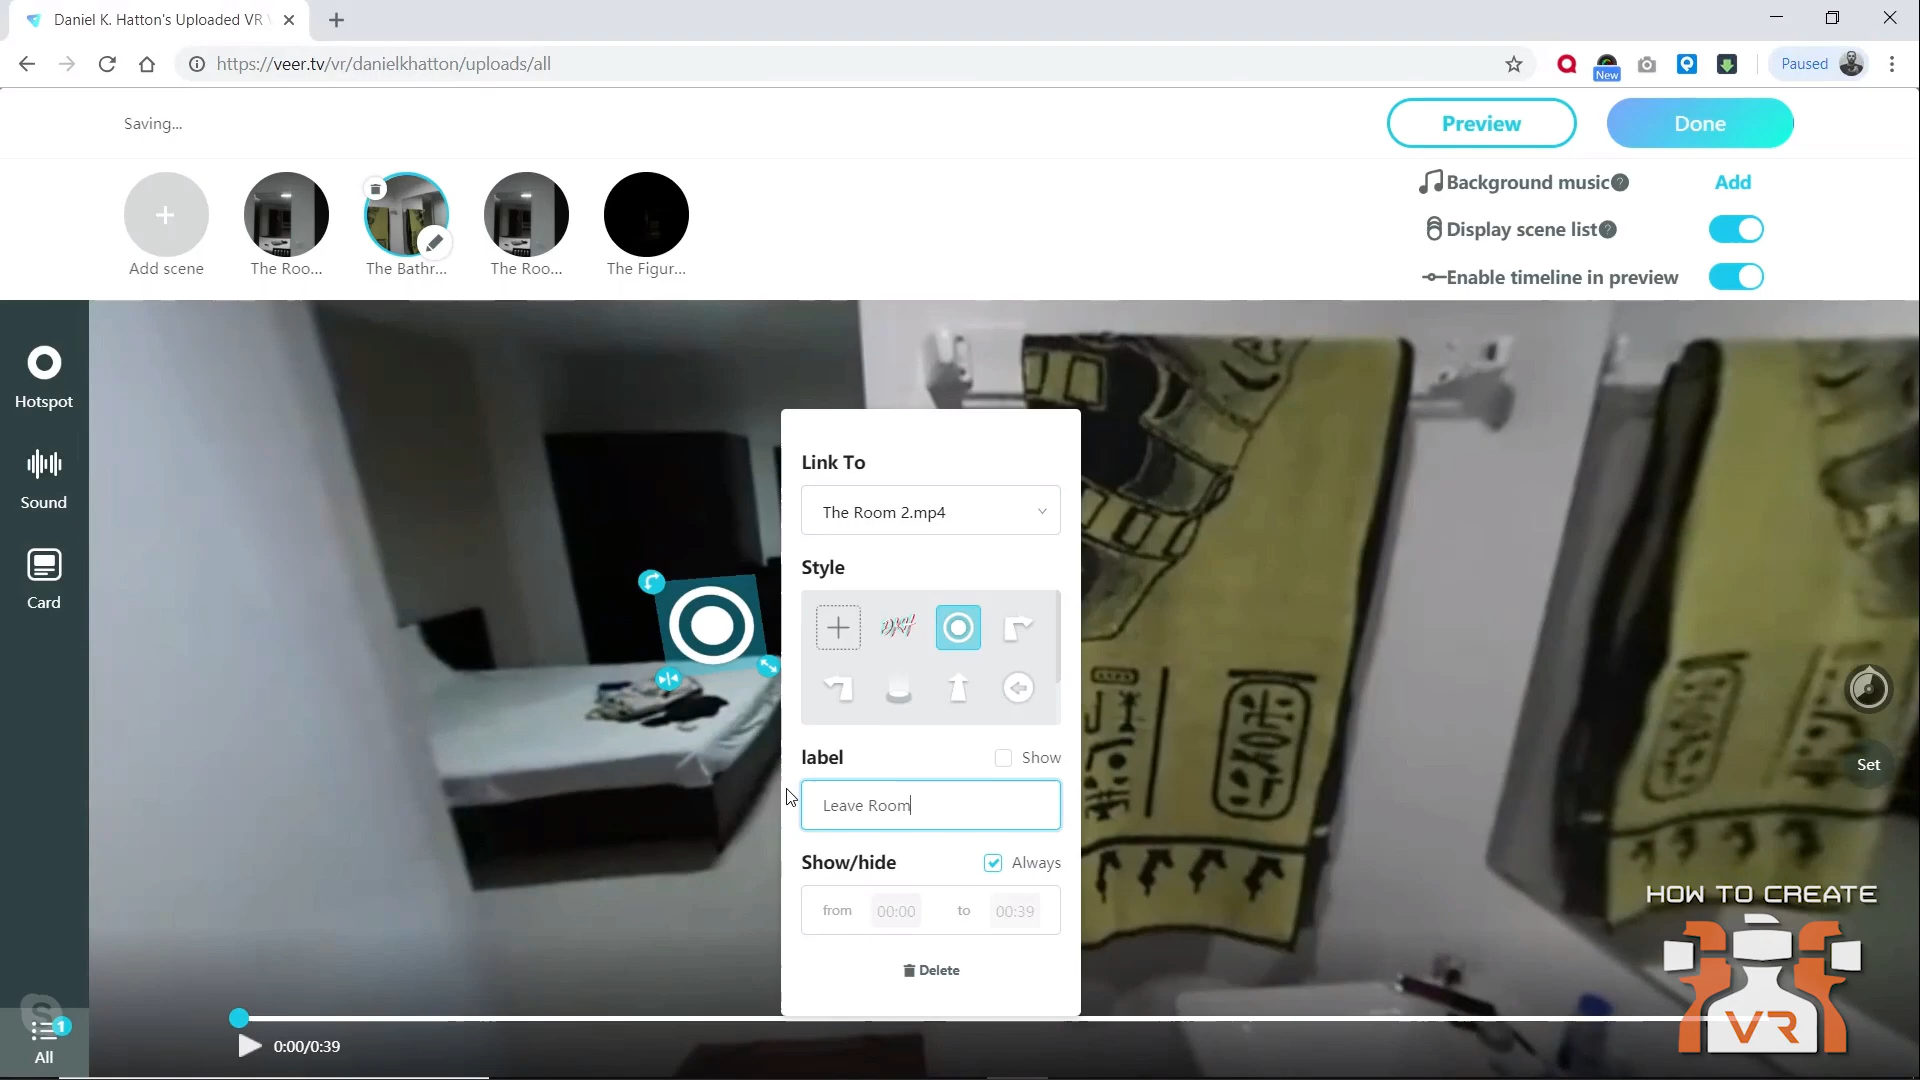 Daniel K. Hatton's Uploaded VR
https://veer.tv/vr/danielkhatton/uploads/all
New
Paused
Saving...
Preview
Done
Add scene
The Roo...
The Bathr...
The Roo...
The Figur...
Background music
Add
Display scene list
Enable timeline in preview
Hotspot
Sound
Card
Link To
The Room 2.mp4
Style
DKH
label
Show
Leave Room
Show/hide
Always
from 00:00 to 00:39
Delete
Set
HOW TO CREATE
VR
1
All
0:00/0:39